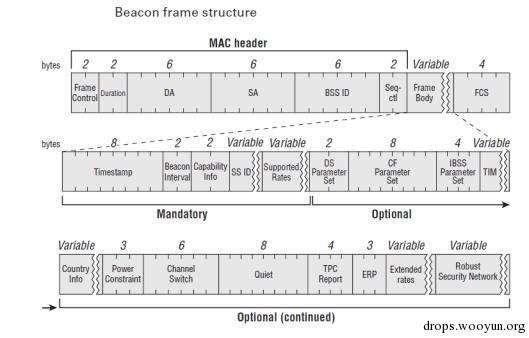 Beacon frame structure
MAC header
bytes 2 2 6 6 6 2 Variable 4
Frame Control Duration DA SA BSS ID Seq-ctl Frame Body FCS
bytes 8 2 2 Variable Variable 2 8 4 Variable
Timestamp Beacon Interval Capability Info SS ID Supported Rates DS Parameter Set CF Parameter Set IBSS Parameter Set TIM
Mandatory Optional
Variable 3 6 8 4 3 Variable Variable
Country Info Power Constraint Channel Switch Quiet TPC Report ERP Extended rates Robust Security Network
Optional (continued)
drops.wooyun.org